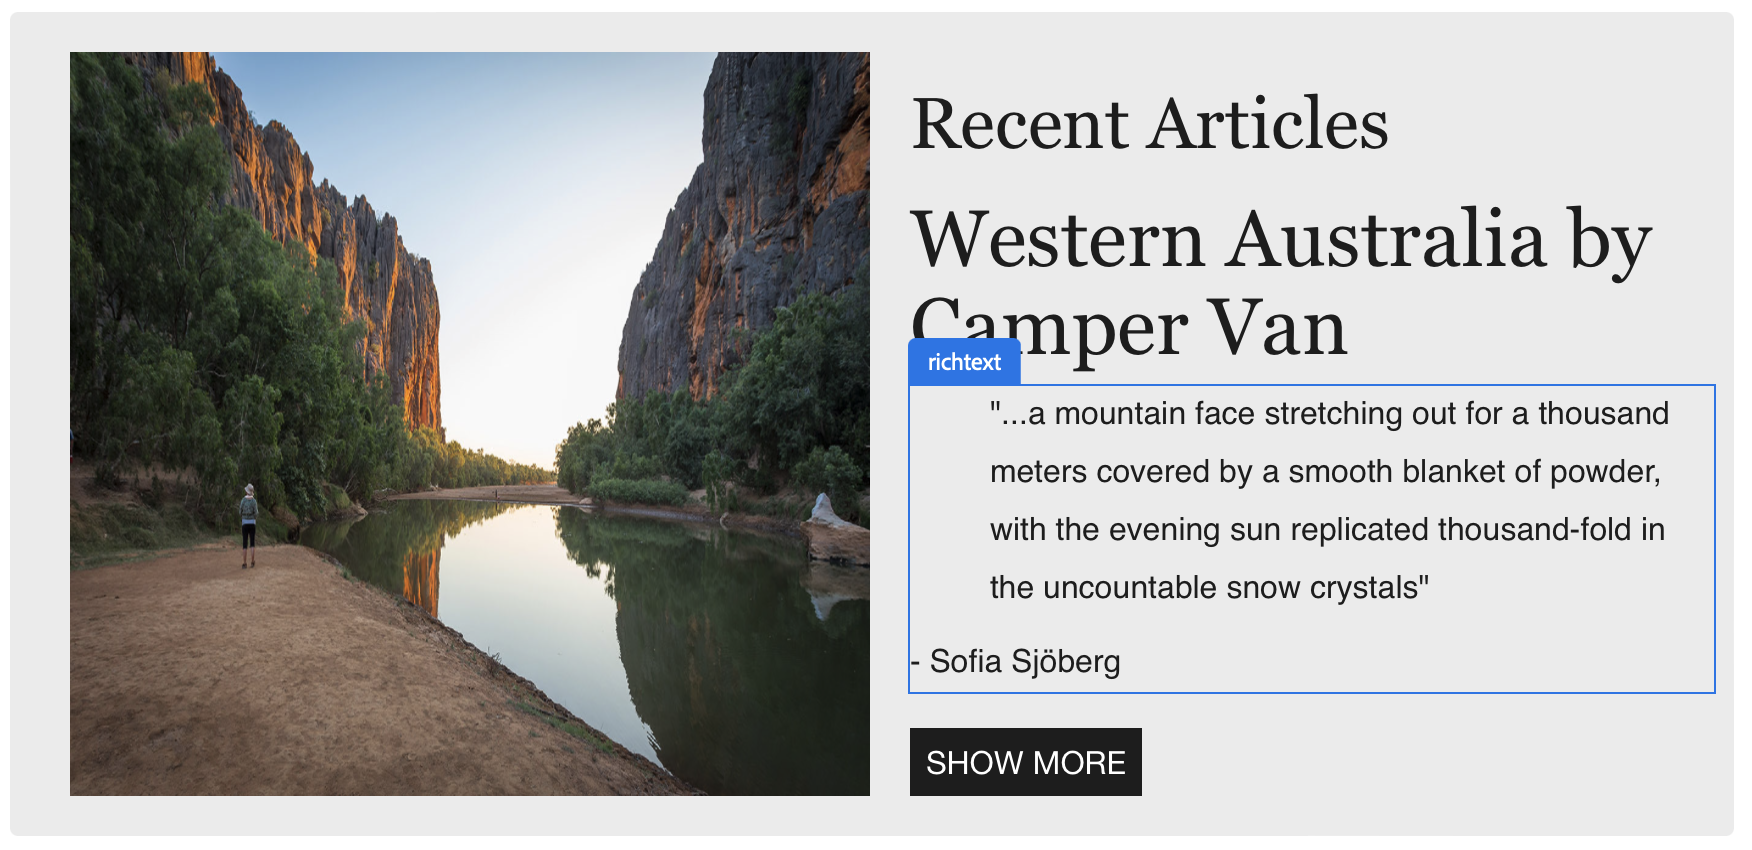 Recent Articles
Western Australia by
Camper Van
richtext
"...a mountain face stretching out for a thousand
meters covered by a smooth blanket of powder,
with the evening sun replicated thousand-fold in
the uncountable snow crystals"
- Sofia Sjöberg
SHOW MORE